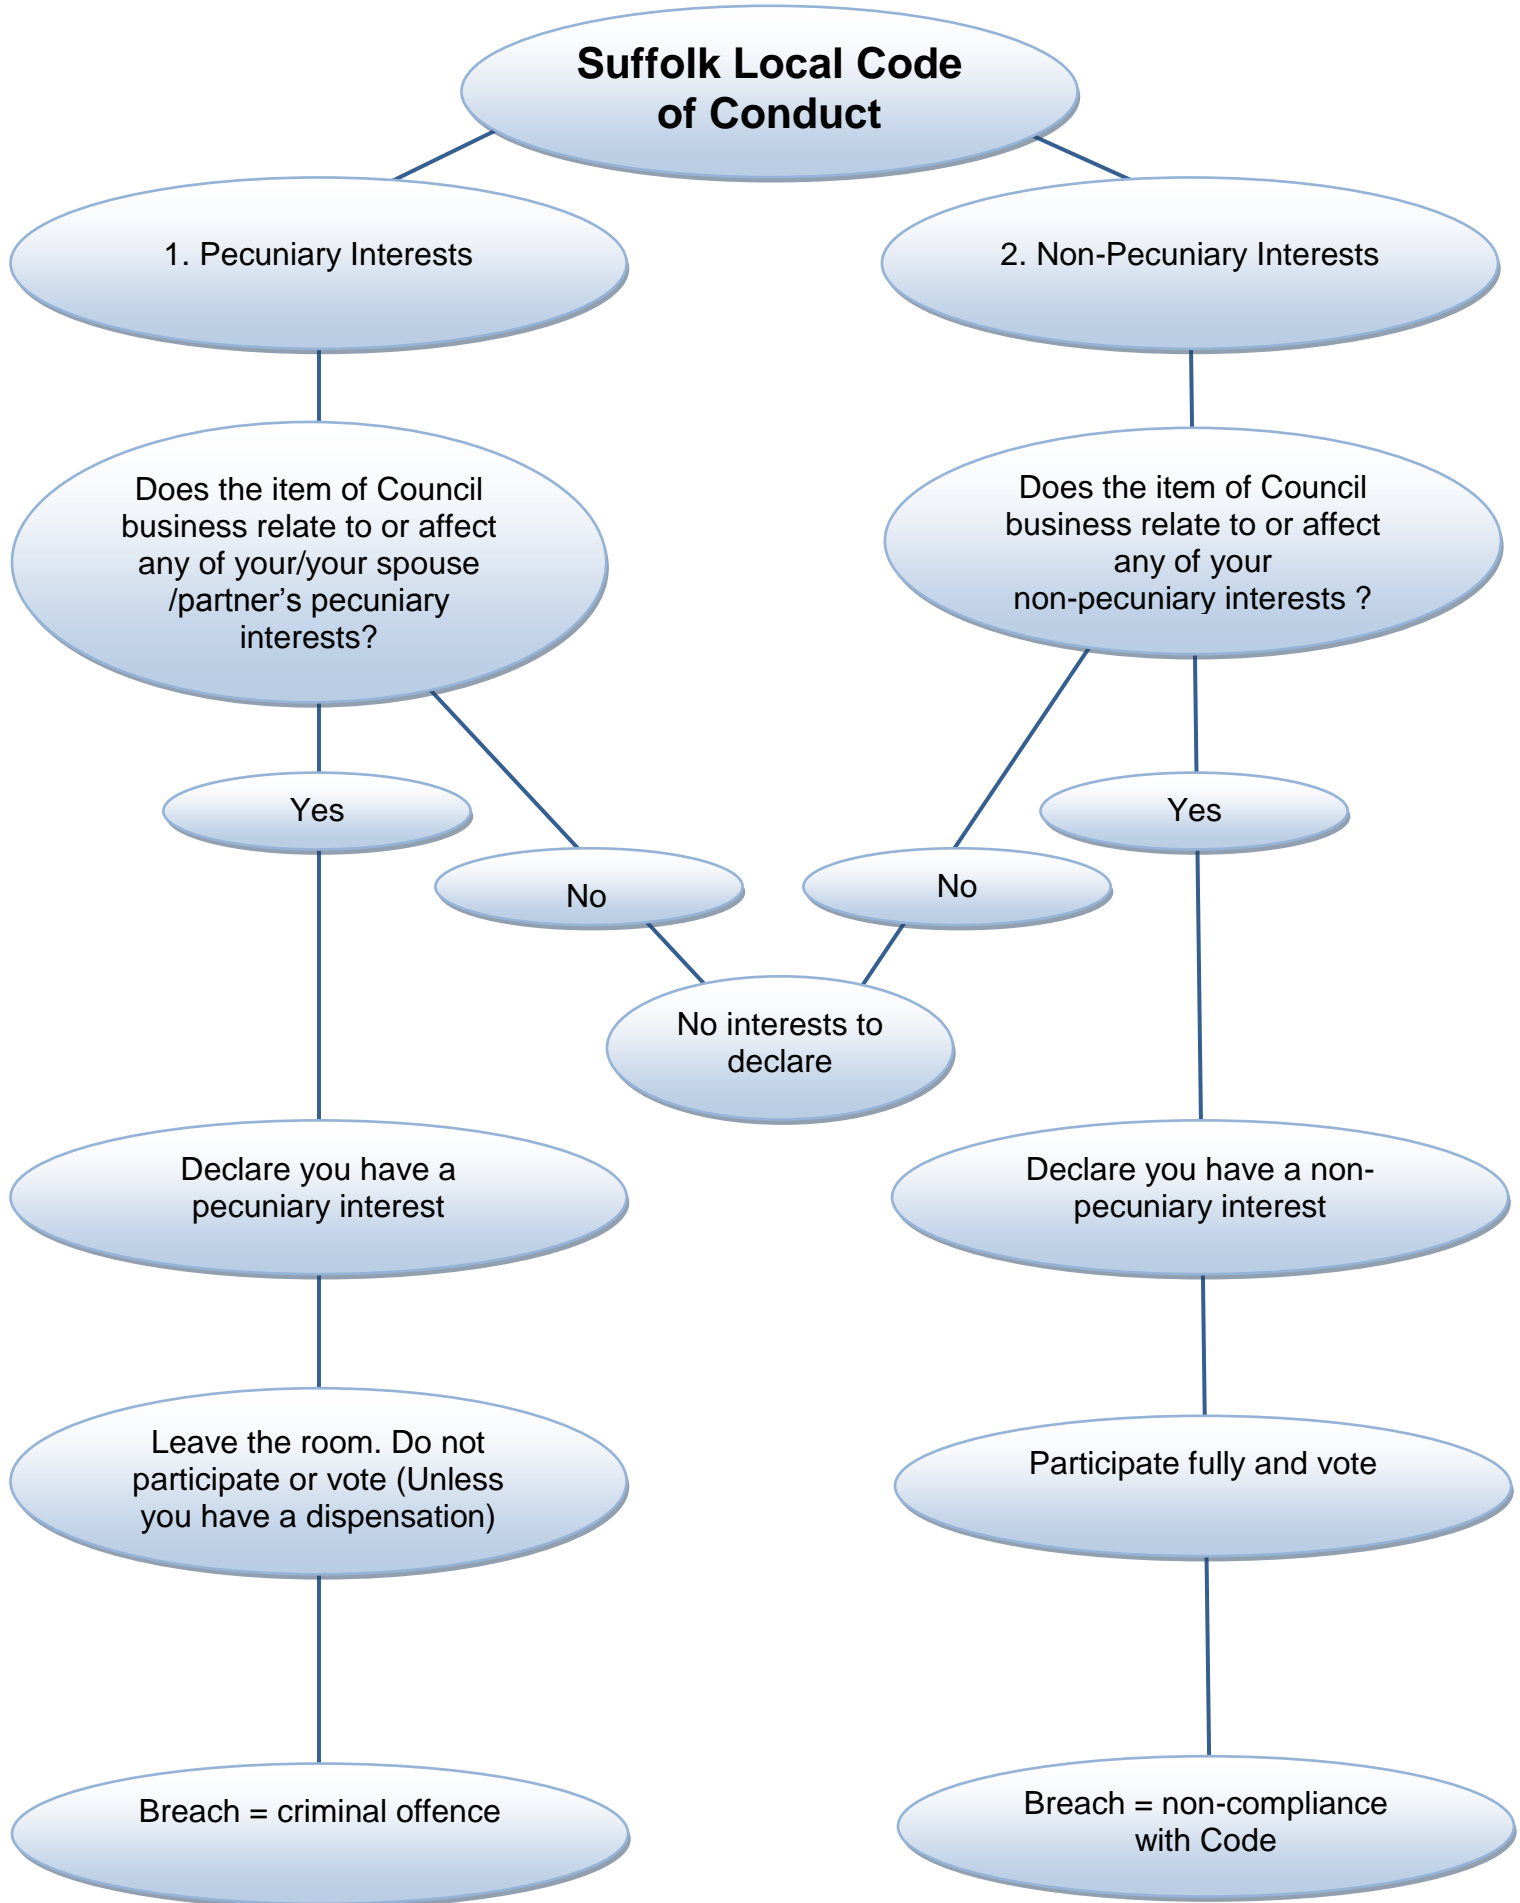 Suffolk Local Code
of Conduct
1. Pecuniary Interests
2. Non-Pecuniary Interests
Does the item of Council
business relate to or affect
any of your/your spouse
/partner’s pecuniary
interests?
Does the item of Council
business relate to or affect
any of your
non-pecuniary interests ?
Yes
Yes
No
No
No interests to
declare
Declare you have a
pecuniary interest
Declare you have a non-
pecuniary interest
Leave the room. Do not
participate or vote (Unless
you have a dispensation)
Participate fully and vote
Breach = criminal offence
Breach = non-compliance
with Code